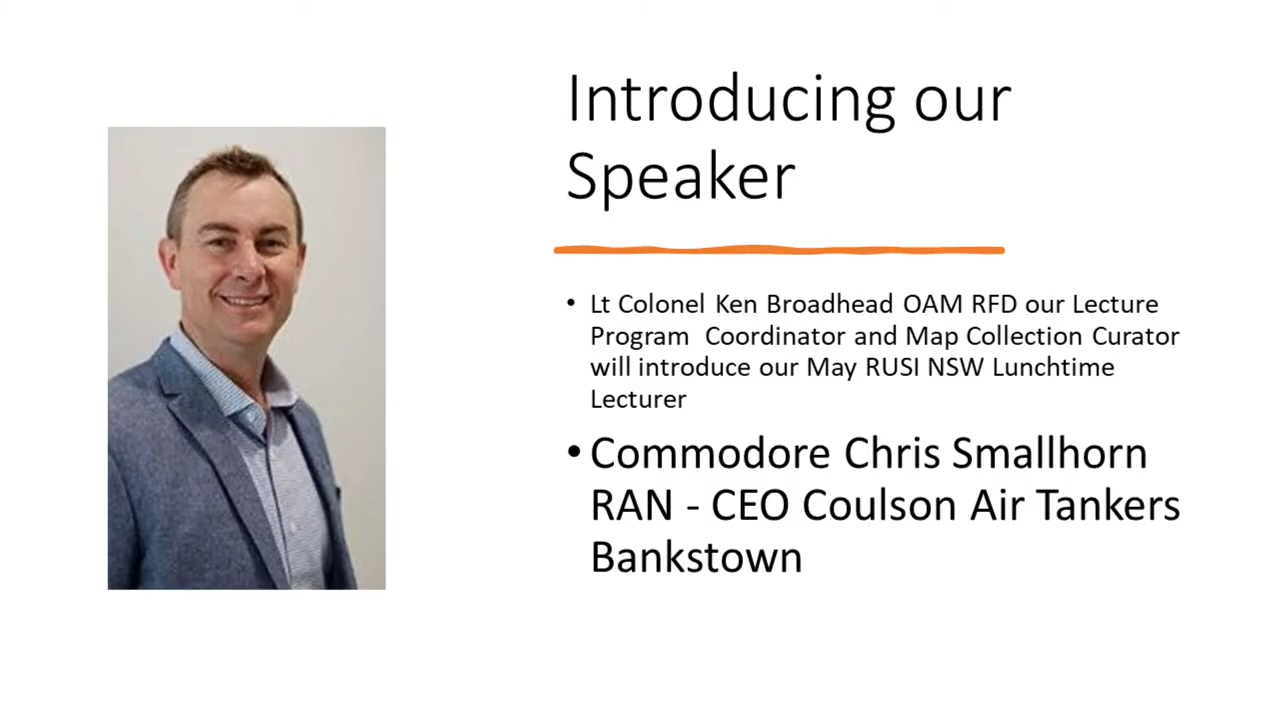 Introducing our
Speaker
• Lt Colonel Ken Broadhead OAM RFD our Lecture
Program  Coordinator and Map Collection Curator
will introduce our May RUSI NSW Lunchtime
Lecturer
• Commodore Chris Smallhorn
RAN - CEO Coulson Air Tankers
Bankstown